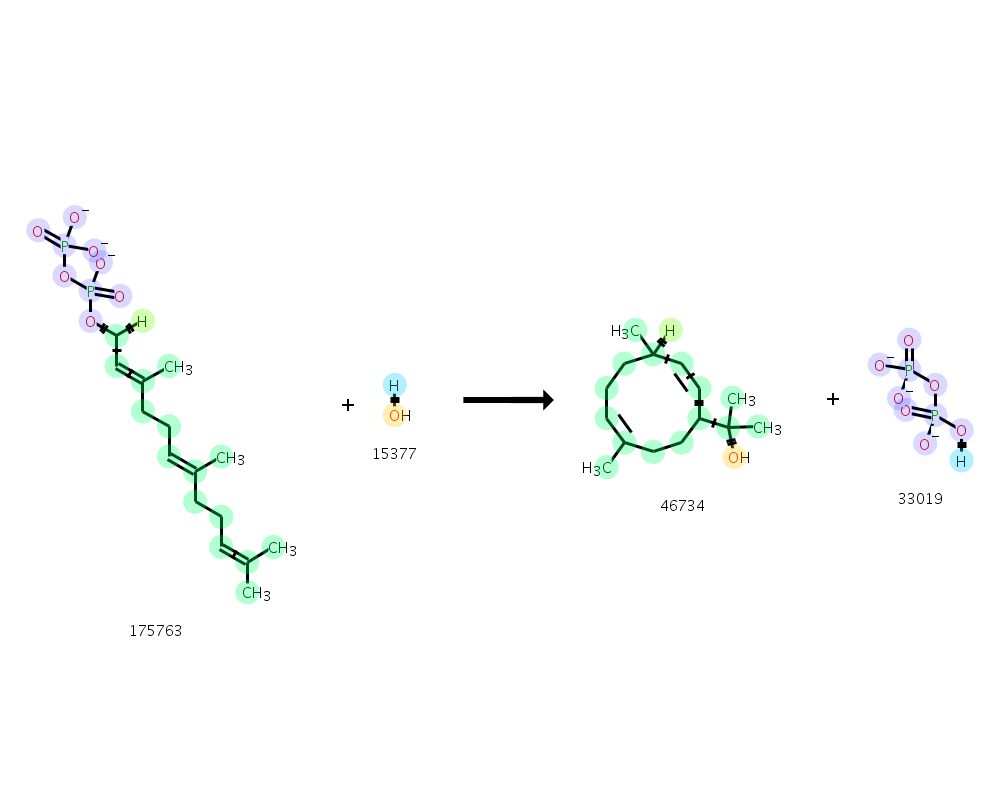 O⁻
O
P
O⁻
O⁻
O
P
O
O
H
CH₃
CH₃
CH₃
CH₃
175763
+
H
OH
15377
H₃C
H
CH₃
CH₃
OH
H₃C
46734
+
O
O⁻
P
O
O⁻
O
P
O
O⁻
H
33019